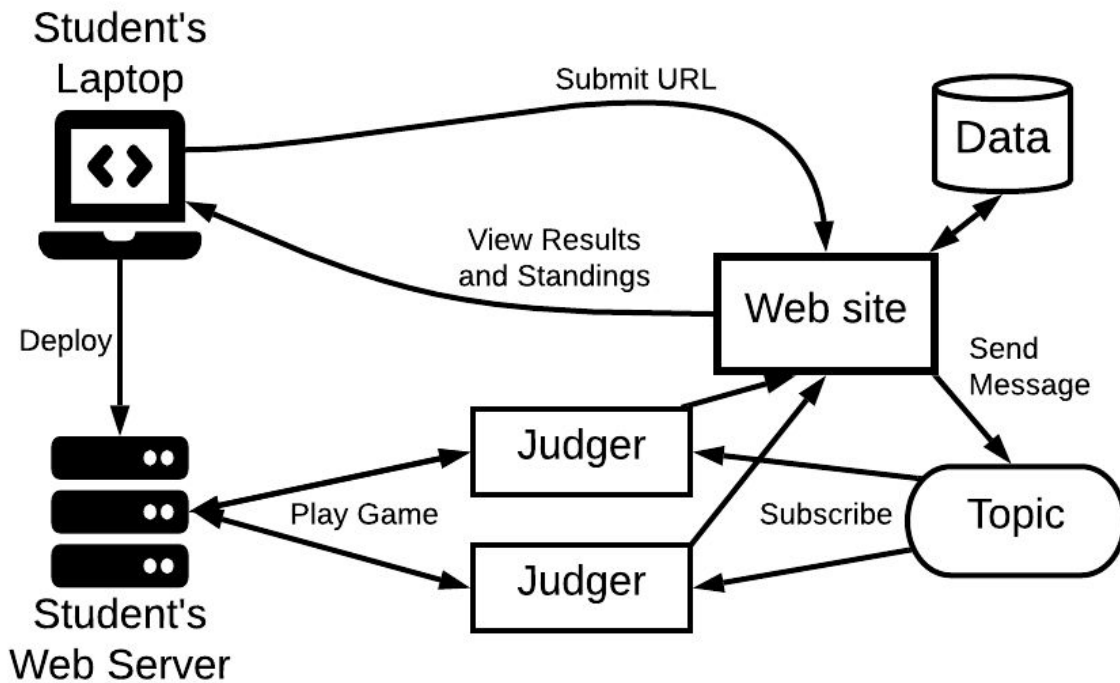 Student's
Laptop
Submit URL
Data
View Results
and Standings
Web site
Deploy
Send
Message
Judger
Play Game
Subscribe
Topic
Judger
Student's
Web Server